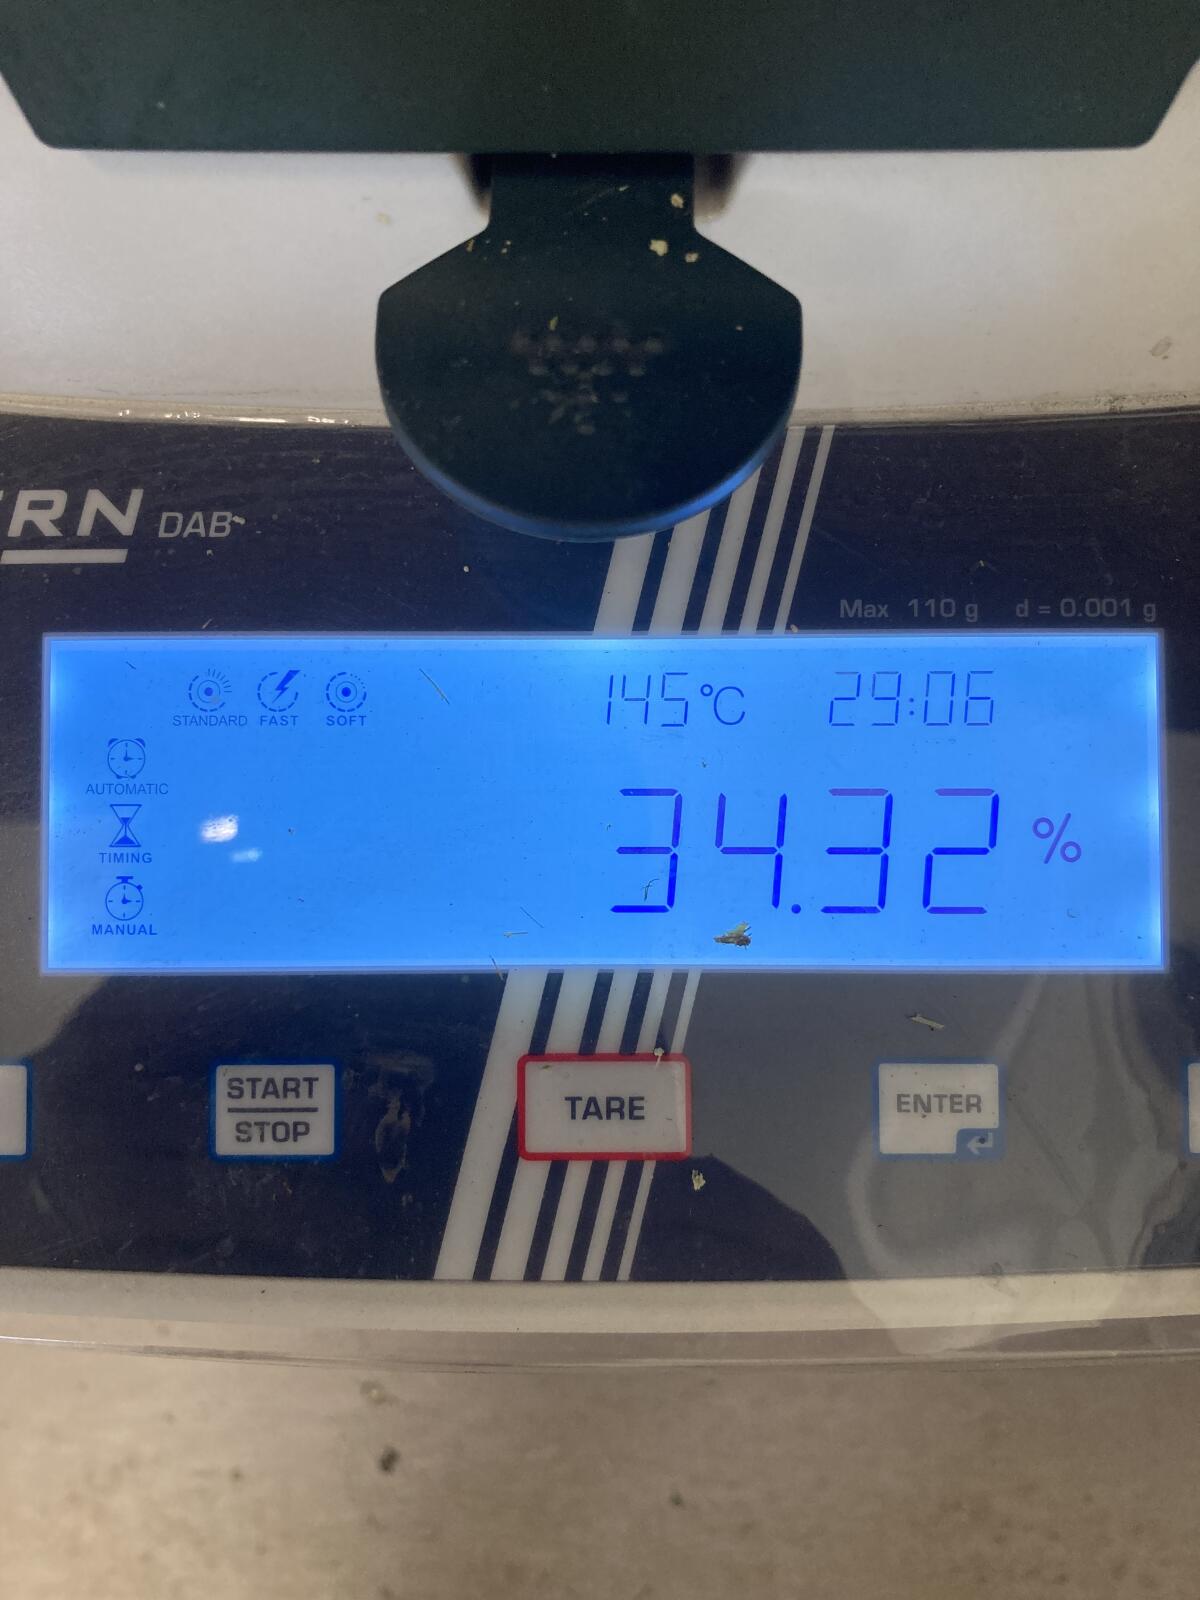 ERN DAB
Max 110 g d = 0.001 g
STANDARD FAST SOFT
145°C 29:06
AUTOMATIC
34.32 %
TIMING
MANUAL
START
STOP
TARE
ENTER